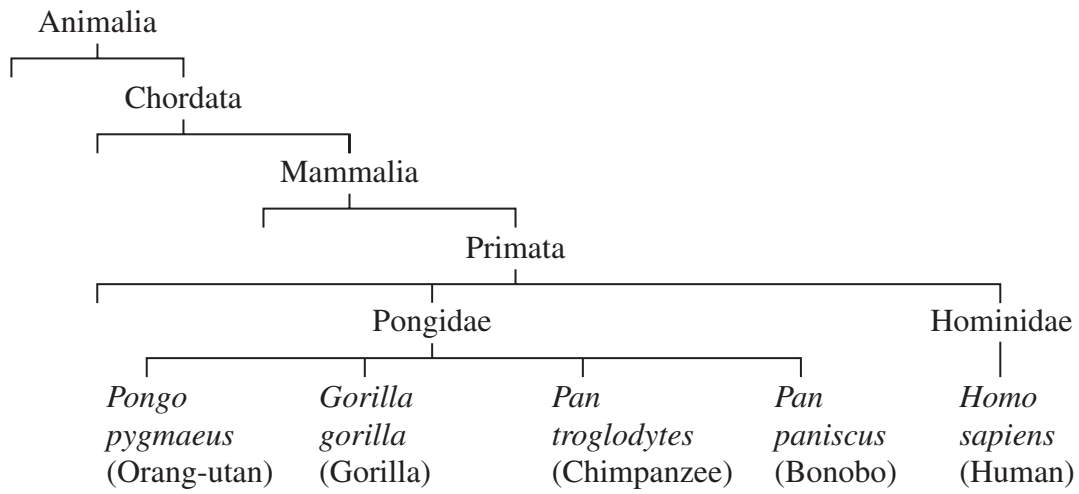 Animalia
Chordata
Mammalia
Primata
Pongidae Hominidae
Pongo Gorilla Pan Pan Homo
pygmaeus gorilla troglodytes paniscus sapiens
(Orang-utan) (Gorilla) (Chimpanzee) (Bonobo) (Human)